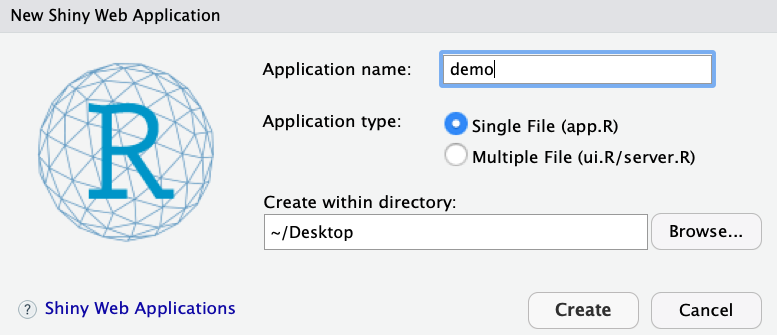 New Shiny Web Application
Application name: demo
Application type: Single File (app.R)
Multiple File (ui.R/server.R)
R
Create within directory:
~/Desktop Browse...
? Shiny Web Applications Create Cancel